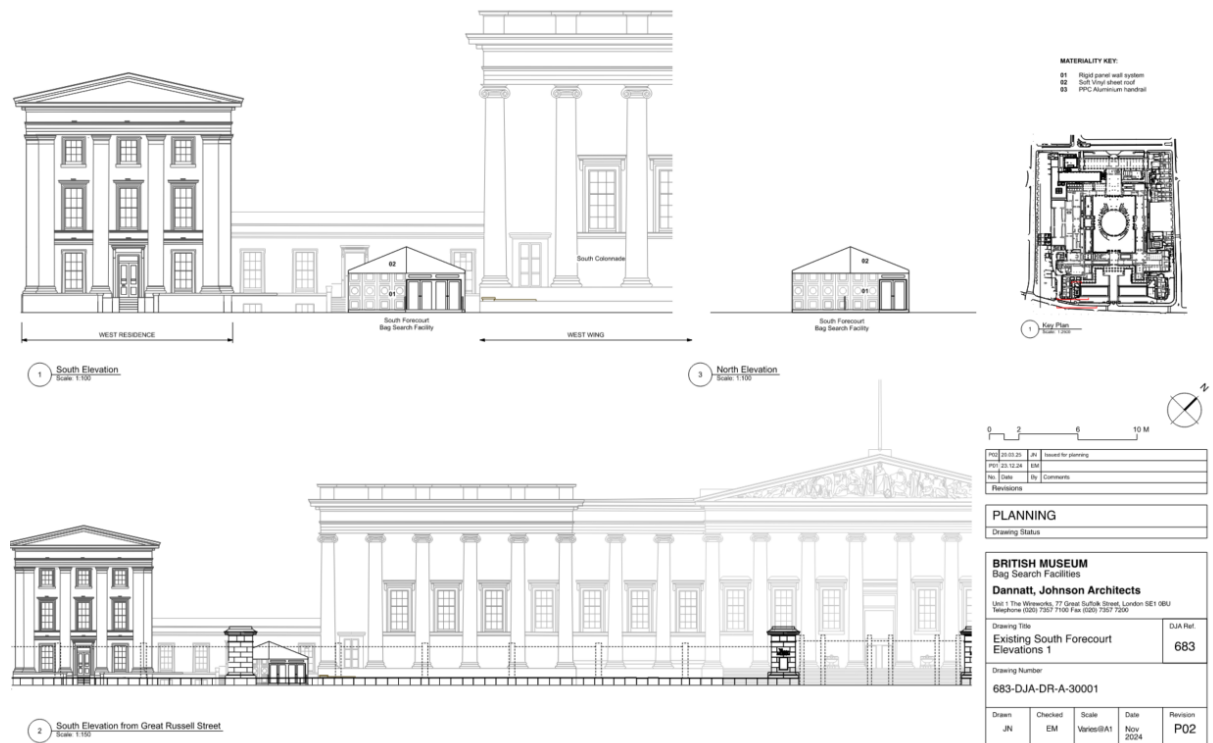 MATERIALITY KEY:
01 Rigid panel wall system
02 Soft Vinyl sheet roof
03 PPC Aluminium handrail
South Colonnade
02
01
South Forecourt
Bag Search Facility
WEST RESIDENCE
WEST WING
1 South Elevation
Scale: 1:100
02
01
South Forecourt
Bag Search Facility
3 North Elevation
Scale: 1:100
1 Key Plan
N
0 2 6 10 M
2 South Elevation from Great Russell Street
Scale: 1:150
P02 20.03.25 JN Issued for planning
P01 23.12.24 EM
No. Date By Comments
Revisions
PLANNING
Drawing Status
BRITISH MUSEUM
Bag Search Facilities
Dannatt, Johnson Architects
Unit 1 The Wireworks, 77 Great Suffolk Street, London SE1 0BU
Telephone (020) 7357 7100 Fax (020) 7357 7200
Drawing Title
Existing South Forecourt
Elevations 1
DJA Ref.
683
Drawing Number
683-DJA-DR-A-30001
Drawn Checked Scale Date Revision
JN EM Varies@A1 Nov 2024 P02